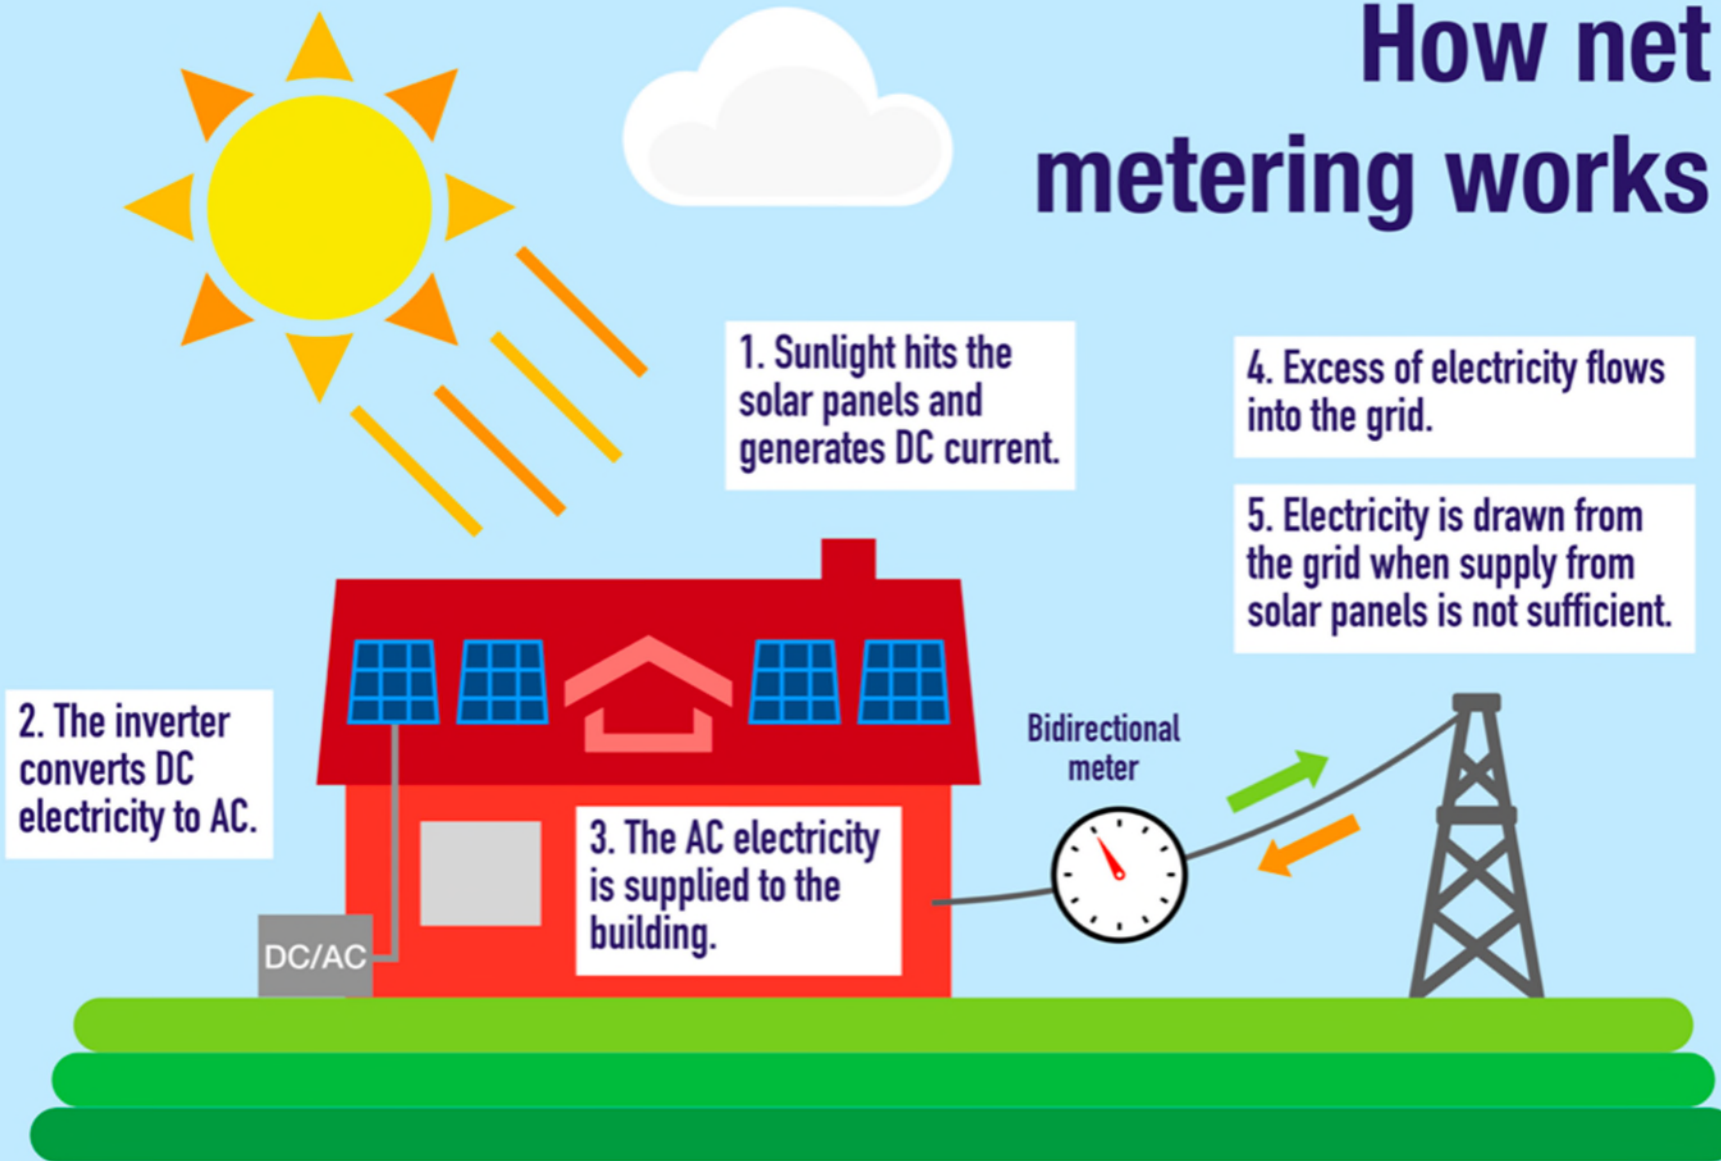 How net
metering works
1. Sunlight hits the
solar panels and
generates DC current.
4. Excess of electricity flows
into the grid.
5. Electricity is drawn from
the grid when supply from
solar panels is not sufficient.
2. The inverter
converts DC
electricity to AC.
Bidirectional
meter
3. The AC electricity
is supplied to the
building.
DC/AC